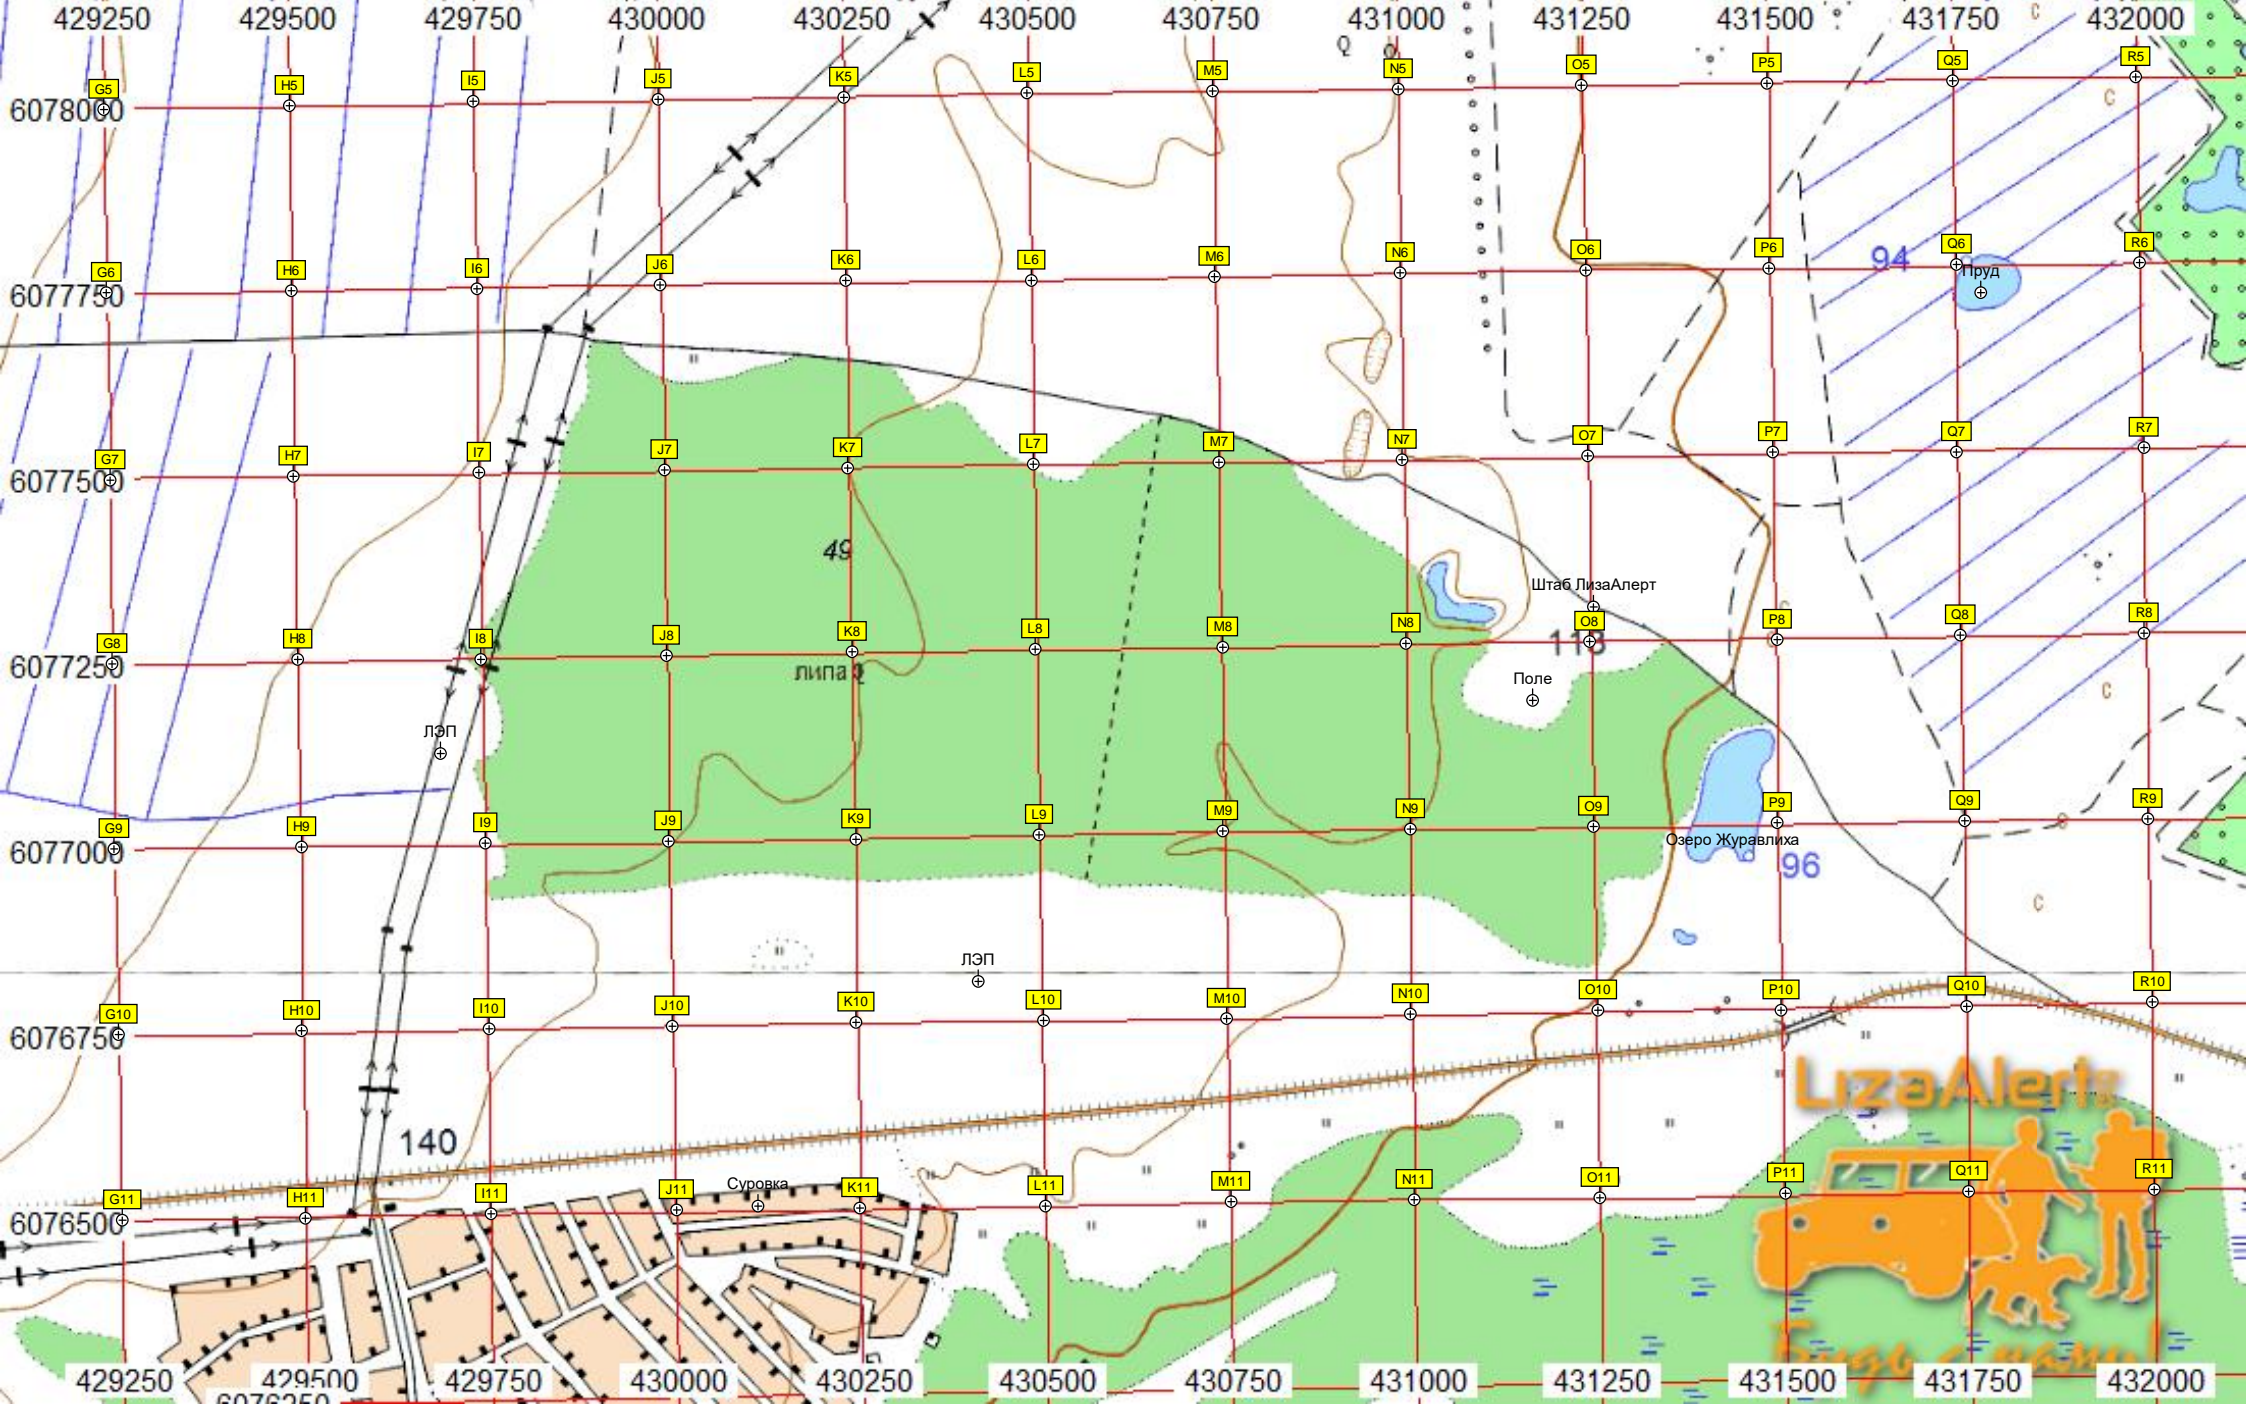 429250 429500 429750 430000 430250 430500 430750 431000 431250 431500 431750 432000
С
Q Q
G5 H5 I5 J5 K5 L5 M5 N5 O5 P5 Q5 R5
6078000
С
G6 H6 I6 J6 K6 L6 M6 N6 O6 P6 Q6 R6
94
Пруд
6077750
G7 H7 I7 J7 K7 L7 M7 N7 O7 P7 Q7 R7
6077500
49
Штаб ЛизаАлерт
С
G8 H8 I8 J8 K8 L8 M8 N8 O8 P8 Q8 R8
113
6077250
липа
Поле
С
ЛЭП
G9 H9 I9 J9 K9 L9 M9 N9 O9 P9 Q9 R9
С
6077000
Озеро Журавлиха
96
С
ЛЭП
G10 H10 I10 J10 K10 L10 M10 N10 O10 P10 Q10 R10
6076750
LizaAlert
140
Суровка
G11 H11 I11 J11 K11 L11 M11 N11 O11 P11 Q11 R11
6076500
Будь с нами!
429250 429500 429750 430000 430250 430500 430750 431000 431250 431500 431750 432000
6076250